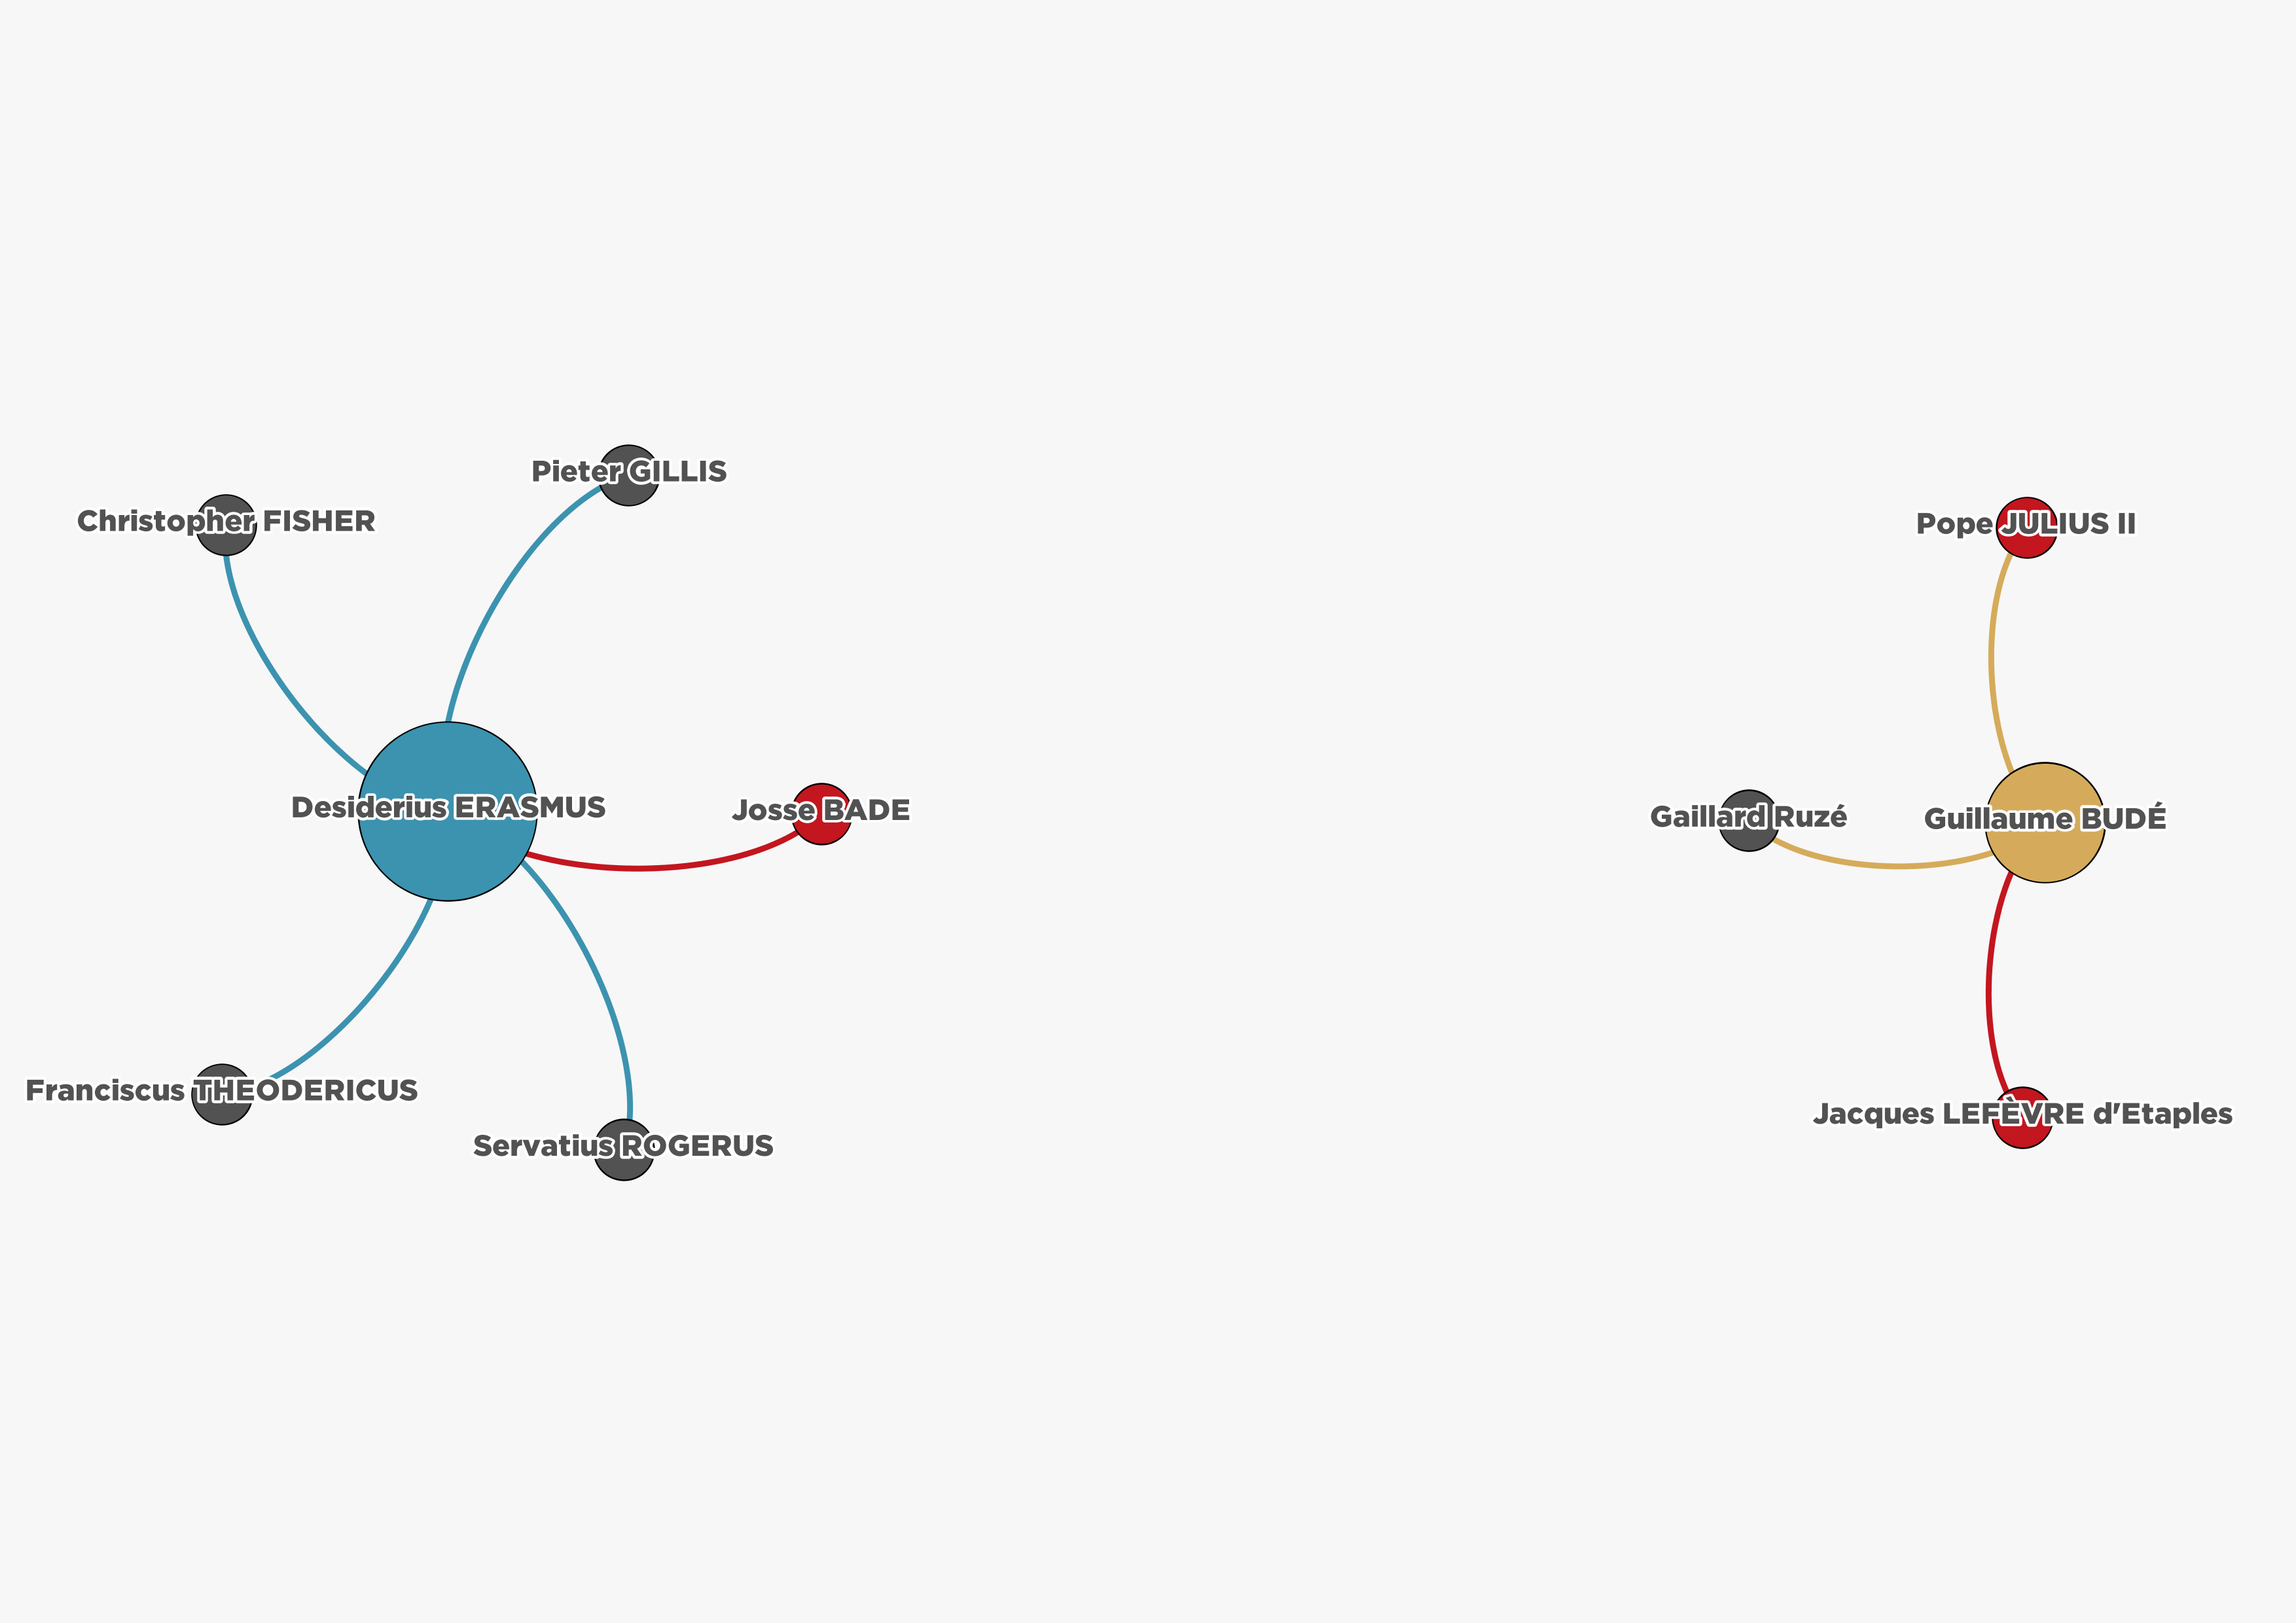 Pieter GILLIS
Christopher FISHER
Desiderius ERASMUS
Josse BADE
Franciscus THEODERICUS
Servatius ROGERUS
Pope JULIUS II
Gaillard Ruzé
Guillaume BUDÉ
Jacques LEFÈVRE d'Etaples